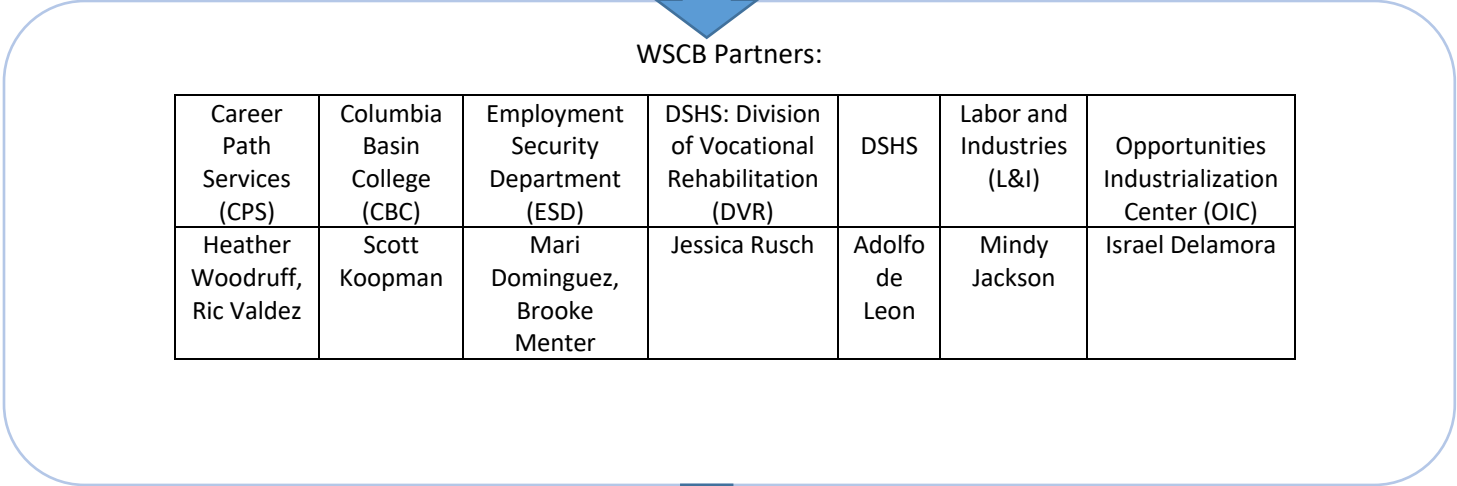 WSCB Partners:
Career
Path
Services
(CPS)
Columbia
Basin
College
(CBC)
Employment
Security
Department
(ESD)
DSHS: Division
of Vocational
Rehabilitation
(DVR)
DSHS
Labor and
Industries
(L&I)
Opportunities
Industrialization
Center (OIC)
Heather
Woodruff,
Ric Valdez
Scott
Koopman
Mari
Dominguez,
Brooke
Menter
Jessica Rusch
Adolfo
de
Leon
Mindy
Jackson
Israel Delamora